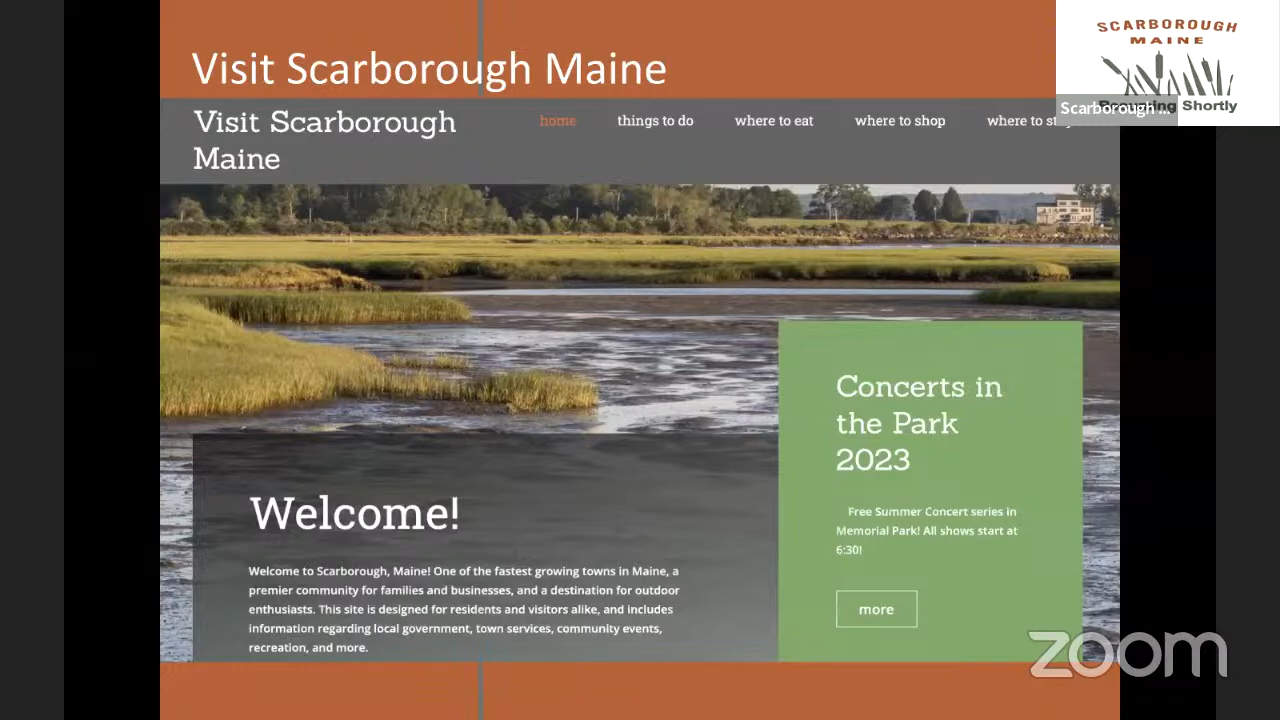 Visit Scarborough Maine
SCARBOROUGH
MAINE
Shortly
Scarborough ...
Visit Scarborough
Maine
home
things to do
where to eat
where to shop
where to
Concerts in
the Park
2023
Free Summer Concert series in
Memorial Park! All shows start at
6:30!
more
Welcome!
Welcome to Scarborough, Maine! One of the fastest growing towns in Maine, a
premier community for families and businesses, and a destination for outdoor
enthusiasts. This site is designed for residents and visitors alike, and includes
information regarding local government, town services, community events,
recreation, and more.
zoom